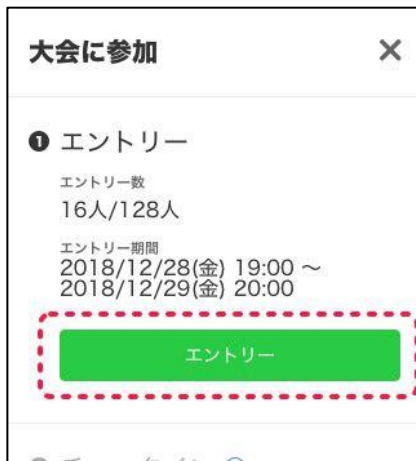 大会に参加
❶ エントリー
エントリー数
16人/128人
エントリー期間
2018/12/28(金) 19:00 ~
2018/12/29(金) 20:00
エントリー